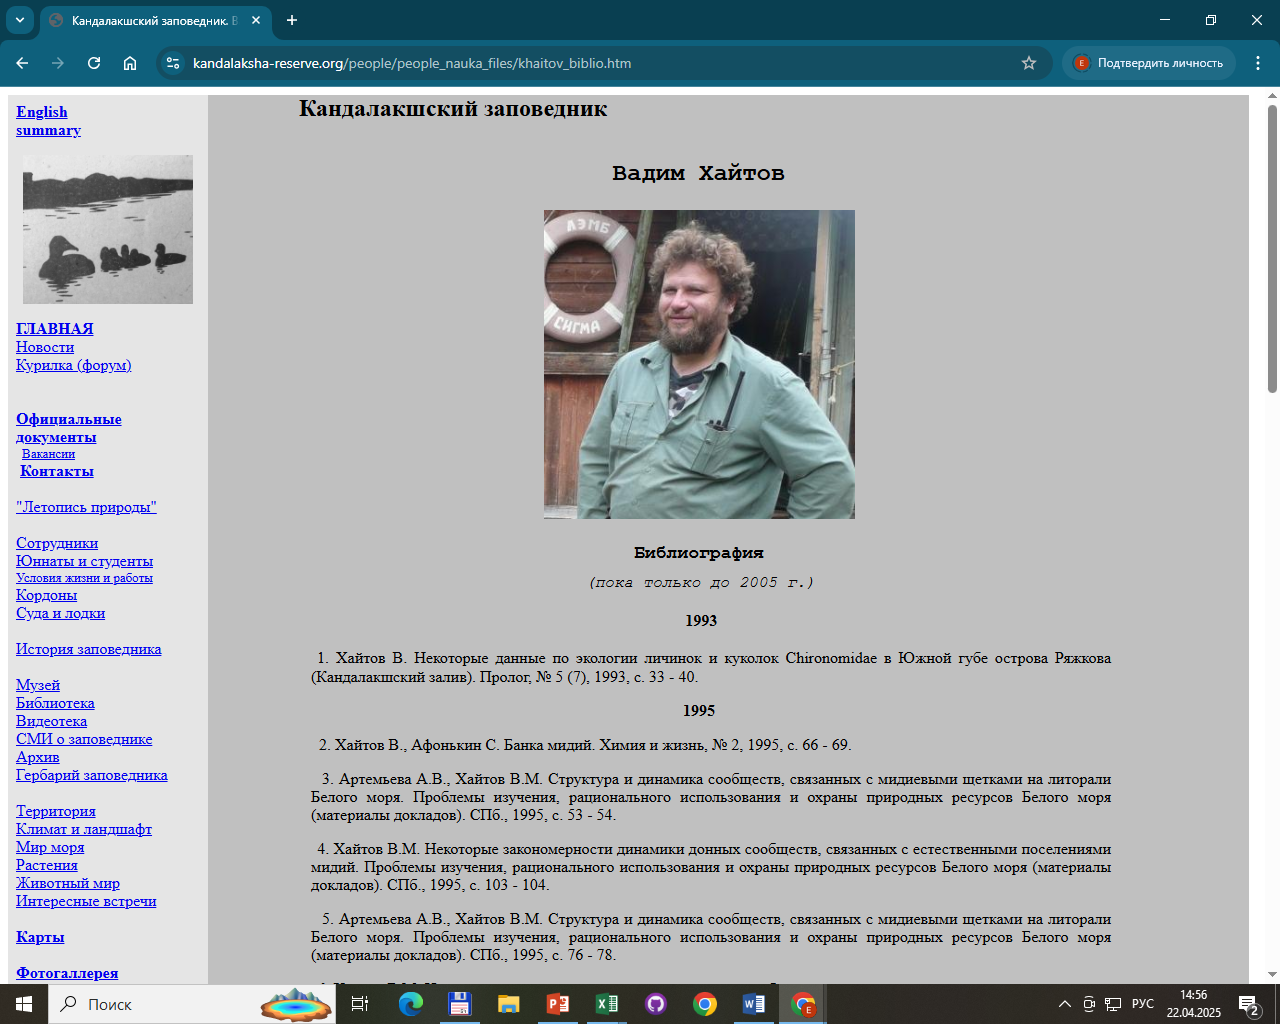 Кандалакшский заповедник. В
kandalaksha-reserve.org/people/people_nauka_files/khaitov_biblio.htm
E Подтвердить личность
English
summary
ГЛАВНАЯ
Новости
Курилка (форум)
Официальные
документы
Вакансии
Контакты
"Летопись природы"
Сотрудники
Юннаты и студенты
Условия жизни и работы
Кордоны
Суда и лодки
История заповедника
Музей
Библиотека
Видеотека
СМИ о заповеднике
Архив
Гербарий заповедника
Территория
Климат и ландшафт
Мир моря
Растения
Животный мир
Интересные встречи
Карты
Фотогаллерея
Кандалакшский заповедник
Вадим Хайтов
ЛЭМБ
СИГМА
Библиография
(пока только до 2005 г.)
1993
1. Хайтов В. Некоторые данные по экологии личинок и куколок Chironomidae в Южной губе острова Ряжкова
(Кандалакшский залив). Пролог, № 5 (7), 1993, с. 33 - 40.
1995
2. Хайтов В., Афонькин С. Банка мидий. Химия и жизнь, № 2, 1995, с. 66 - 69.
3. Артемьева А.В., Хайтов В.М. Структура и динамика сообществ, связанных с мидиевыми щетками на литорали
Белого моря. Проблемы изучения, рационального использования и охраны природных ресурсов Белого моря
(материалы докладов). СПб., 1995, с. 53 - 54.
4. Хайтов В.М. Некоторые закономерности динамики донных сообществ, связанных с естественными поселениями
мидий. Проблемы изучения, рационального использования и охраны природных ресурсов Белого моря (материалы
докладов). СПб., 1995, с. 103 - 104.
5. Артемьева А.В., Хайтов В.М. Структура и динамика сообществ, связанных с мидиевыми щетками на литорали
Белого моря. Проблемы изучения, рационального использования и охраны природных ресурсов Белого моря
(материалы докладов). СПб., 1995, с. 76 - 78.
Поиск
E
РУС
14:56
22.04.2025
2